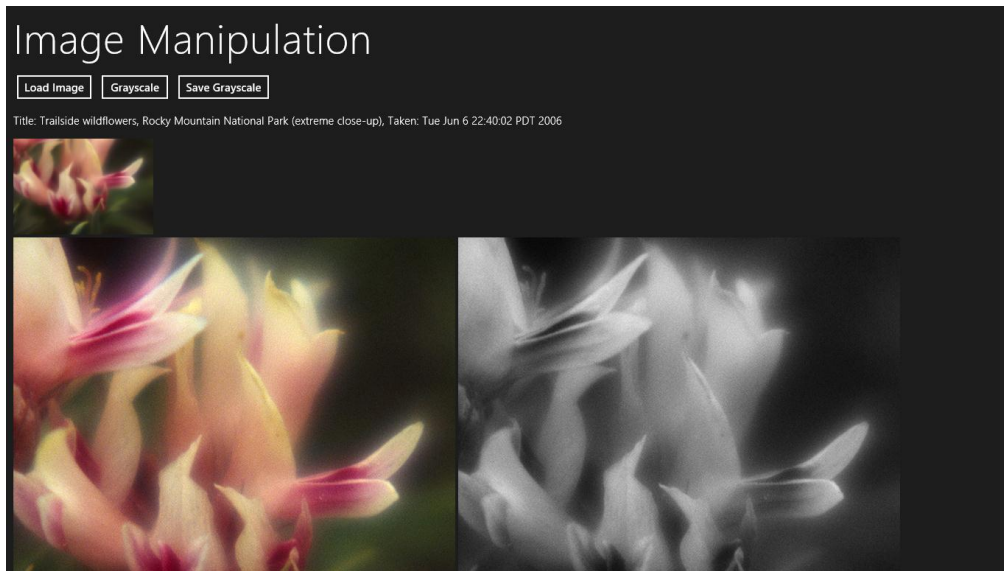 Image Manipulation
Load Image Grayscale Save Grayscale
Title: Trailside wildflowers, Rocky Mountain National Park (extreme close-up), Taken: Tue Jun 6 22:40:02 PDT 2006